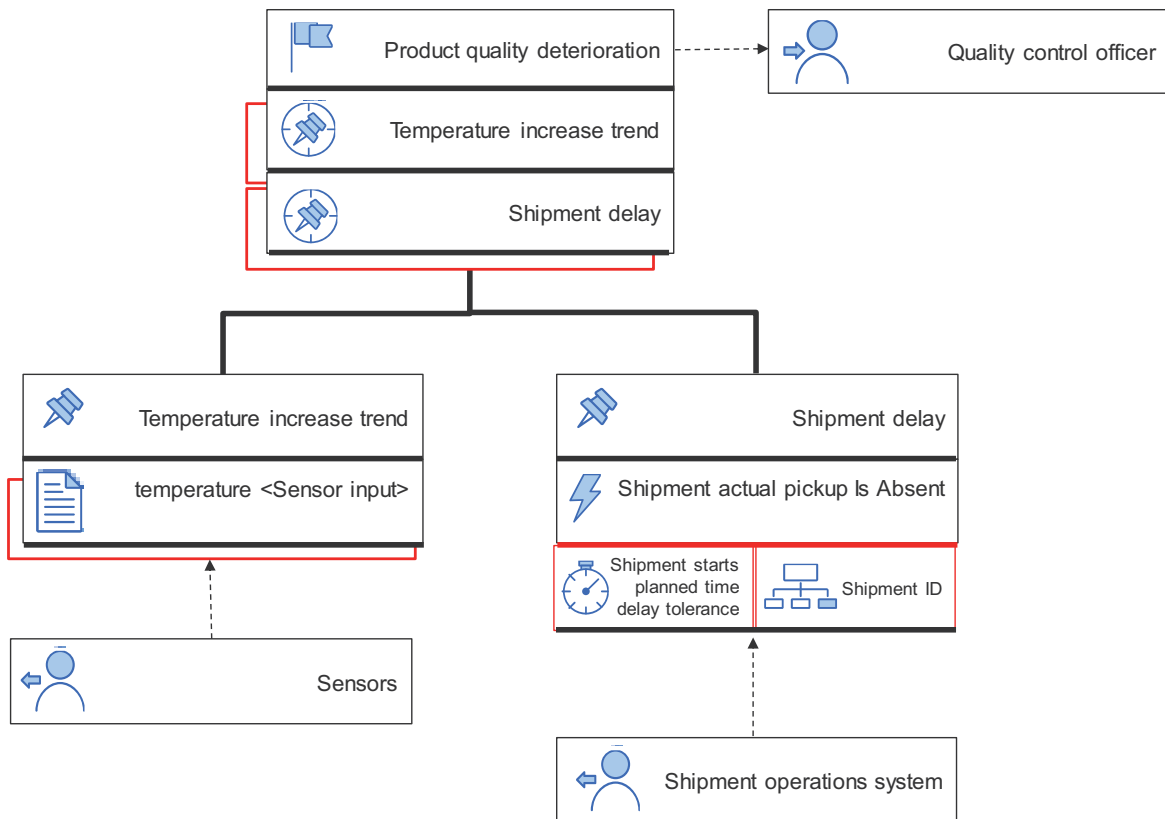 Product quality deterioration
Quality control officer
Temperature increase trend
Shipment delay
Temperature increase trend
Shipment delay
temperature <Sensor input>
Shipment actual pickup Is Absent
Shipment starts
planned time
delay tolerance
Shipment ID
Sensors
Shipment operations system